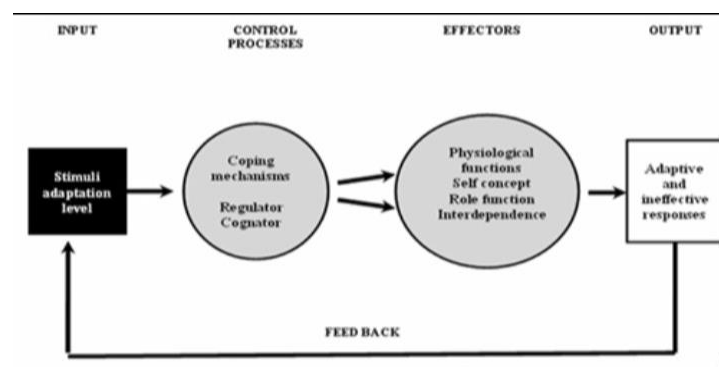 INPUT
CONTROL
PROCESSES
EFFECTORS
OUTPUT
Stimuli
adaptation
level
Coping
mechanisms
Regulator
Cognator
Physiological
functions
Self concept
Role function
Interdependence
Adaptive
and
ineffective
responses
FEED BACK